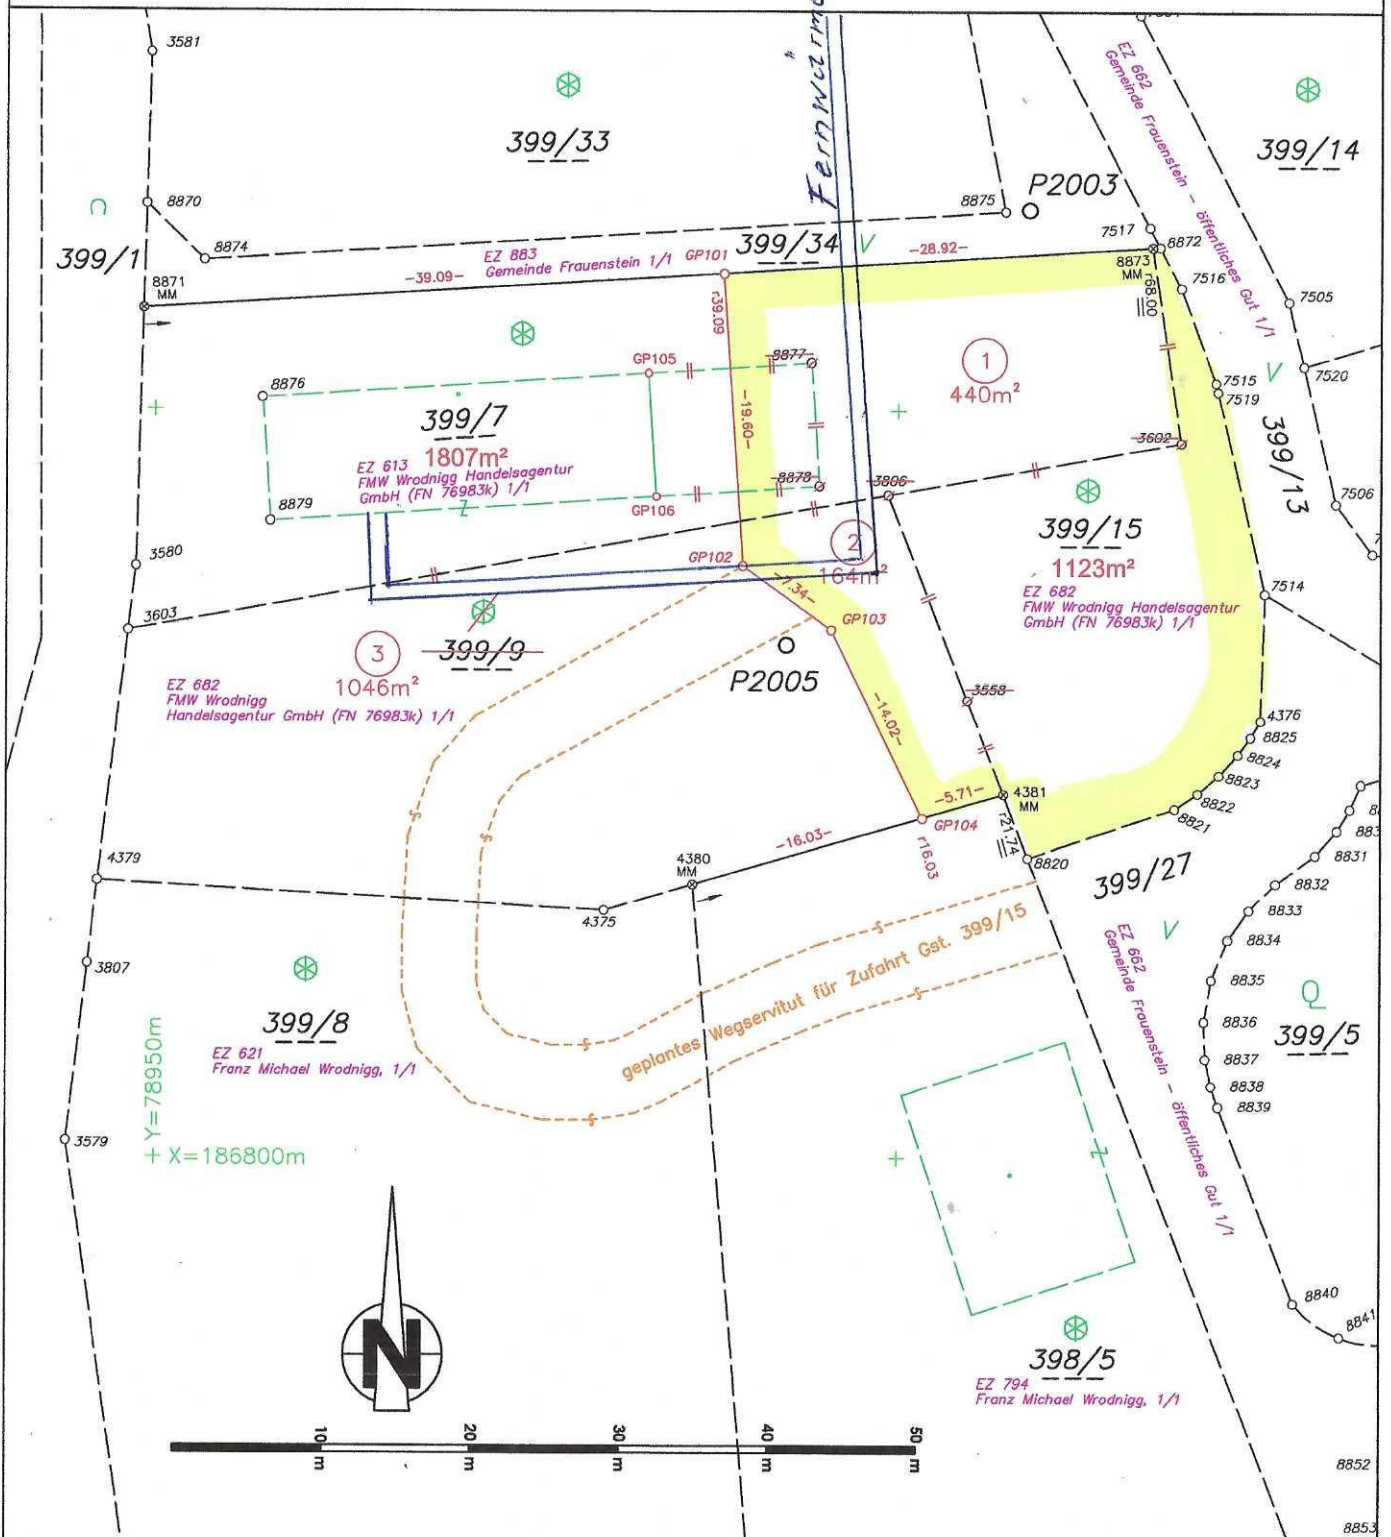 3581
399/33
Fernwärme
EZ 662
Gemeinde Frauenstein - öffentliches Gut 1/1
399/14
8870
399/1
8874
8875
P2003
7517
8872
8871
MM
-39.09-
EZ 883
Gemeinde Frauenstein 1/1
GP101
399/34
V
-28.92-
8873
MM
r68.00
7516
7505
r39.09
GP105
8877
1
440m²
V
7520
7515
7519
8876
399/7
1807m²
EZ 613
FMW Wrodnigg Handelsagentur
GmbH (FN 76983k) 1/1
-19.60-
3602
399/13
8879
Z
GP106
8878
3806
7506
399/15
1123m²
EZ 682
FMW Wrodnigg Handelsagentur
GmbH (FN 76983k) 1/1
3580
GP102
2
164m²
7514
3603
7.34-
GP103
3
399/9
1046m²
P2005
EZ 682
FMW Wrodnigg
Handelsagentur GmbH (FN 76983k) 1/1
3558
-14.02-
4376
8825
8824
8823
8822
8821
-5.71-
4381
MM
GP104
r21.74
r16.03
-16.03-
4380
MM
8820
399/27
8831
8832
8833
4379
4375
V
8834
3807
8835
geplantes Wegservitut für Zufahrt Gst. 399/15
EZ 662
Gemeinde Frauenstein - öffentliches Gut 1/1
Q
399/5
8836
8837
8838
8839
399/8
EZ 621
Franz Michael Wrodnigg, 1/1
Y=78950m
X=186800m
3579
Z
N
8840
8841
398/5
EZ 794
Franz Michael Wrodnigg, 1/1
10 m
20 m
30 m
40 m
50 m
8852
8853